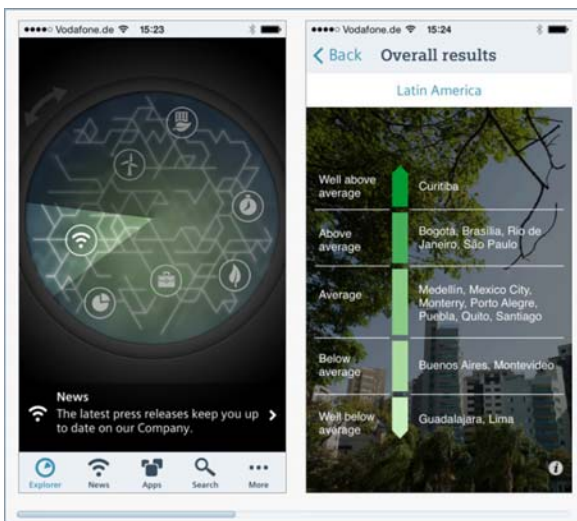 Vodafone.de 15:23
News
The latest press releases keep you up
to date on our Company.
Explorer News Apps Search More
Vodafone.de 15:24
Back Overall results
Latin America
Well above
average
Curitiba
Above
average
Bogotá, Brasília, Rio de
Janeiro, São Paulo
Average
Medellín, Mexico City,
Monterry, Porto Alegre,
Puebla, Quito, Santiago
Below
average
Buenos Aires, Montevideo
Well below
average
Guadalajara, Lima